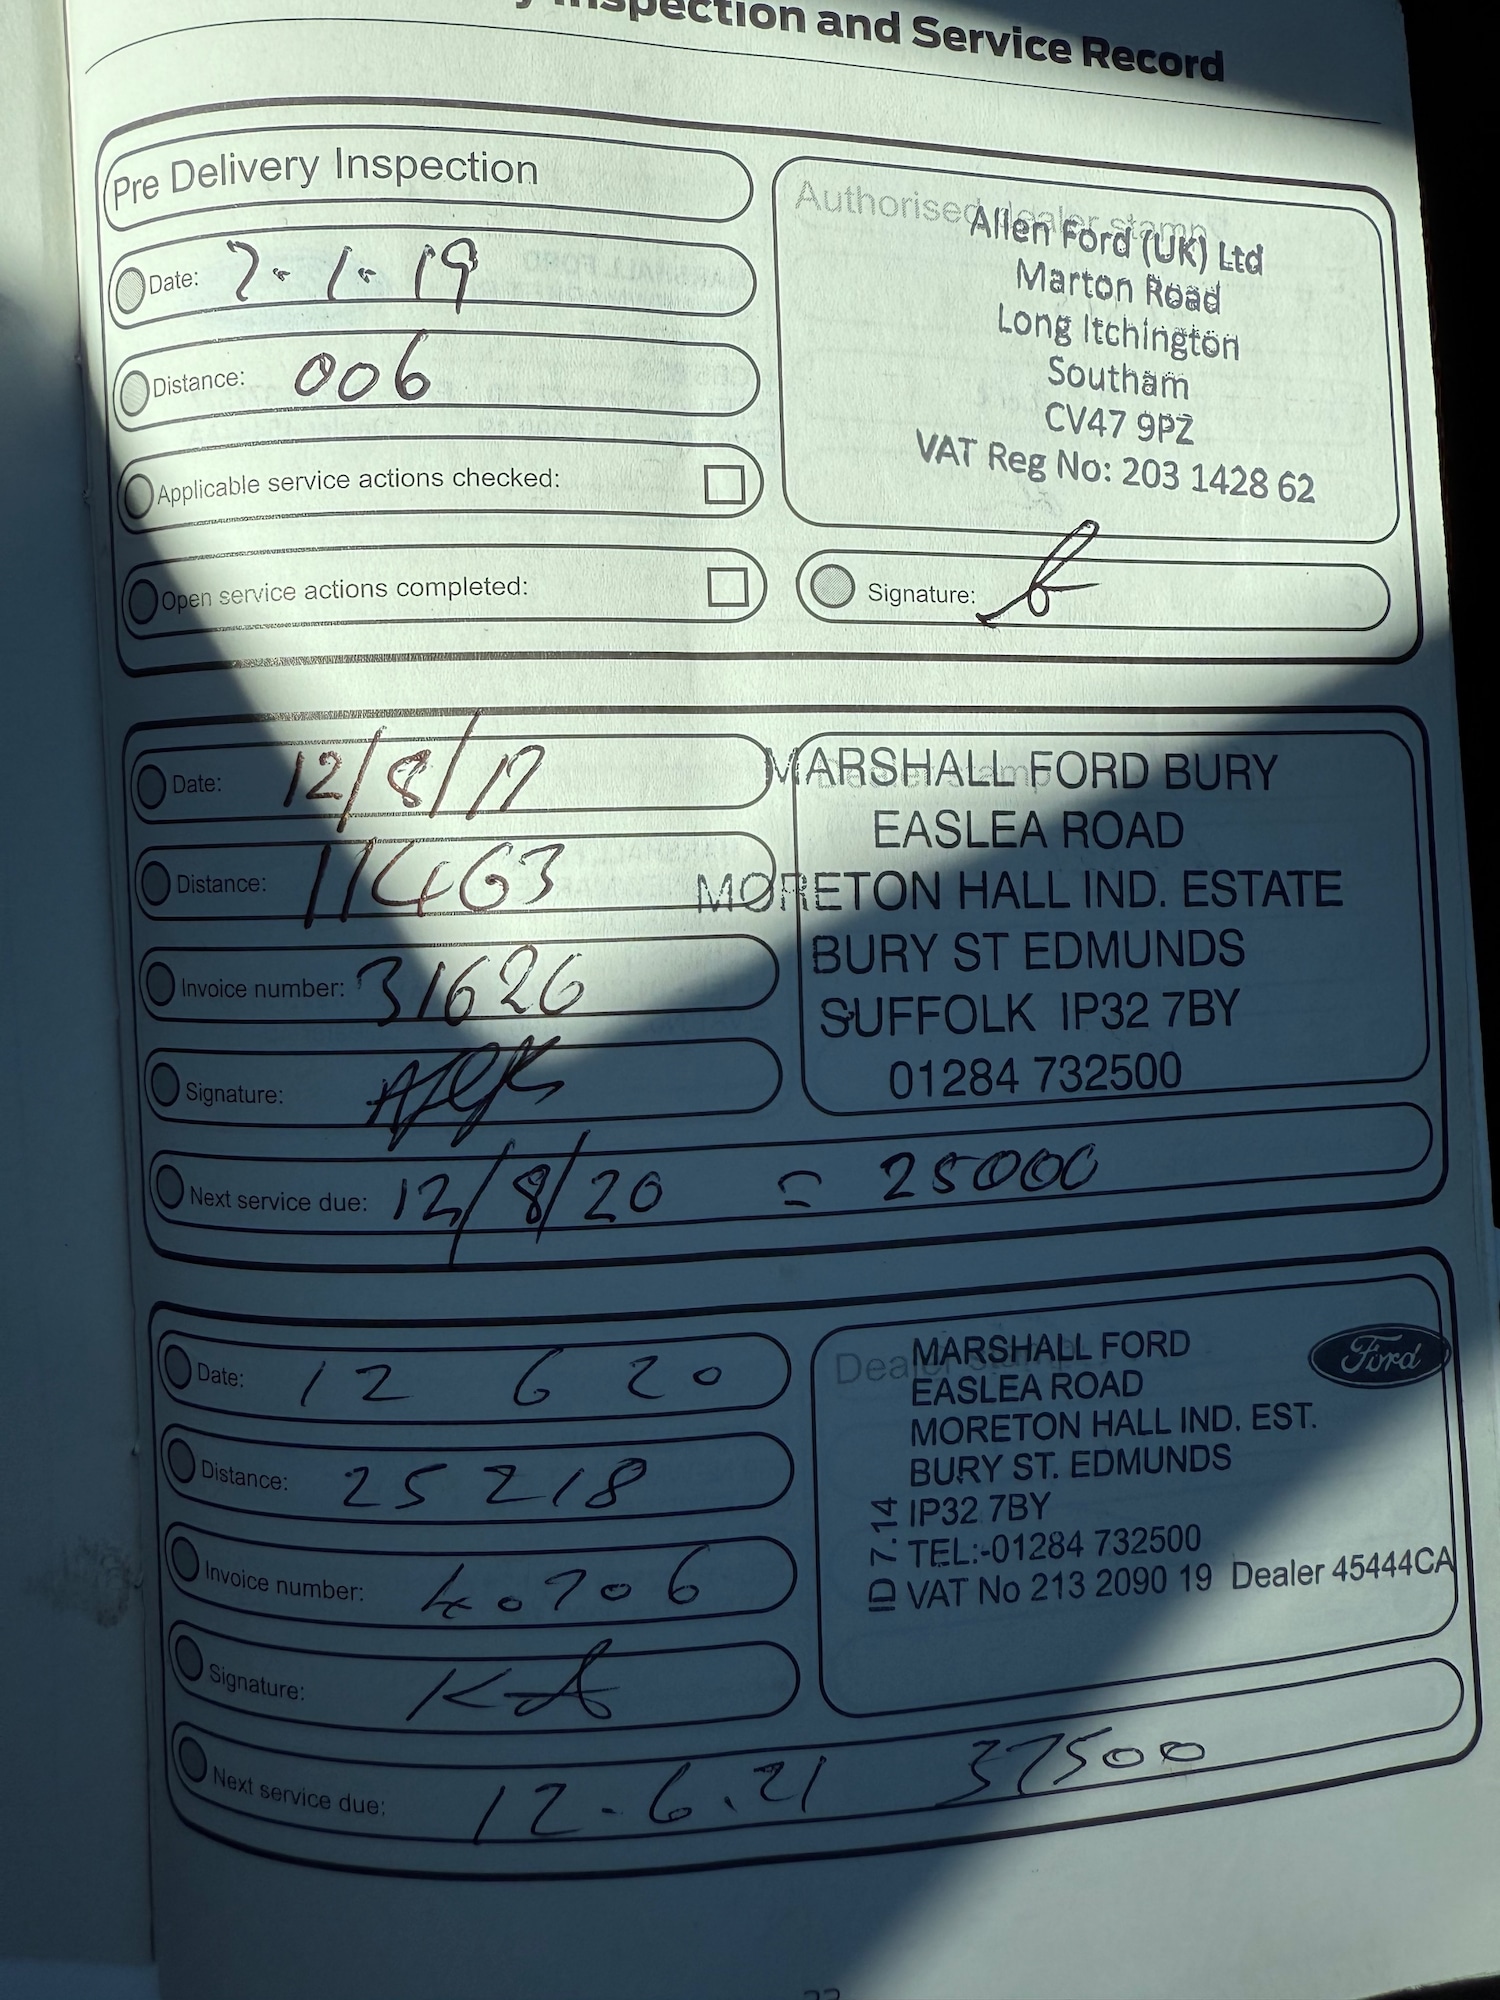 Inspection and Service Record
Pre Delivery Inspection
Date: 7-1-19
Distance: 006
Applicable service actions checked:
Open service actions completed:
Authorised dealer stamp
Allen Ford (UK) Ltd
Marton Road
Long Itchington
Southam
CV47 9PZ
VAT Reg No: 203 1428 62
Signature:
Date: 12/8/19
Distance: 11463
Invoice number: 31626
Signature:
Next service due: 12/8/20 = 25000
Dealer stamp
MARSHALL FORD BURY
EASLEA ROAD
MORETON HALL IND. ESTATE
BURY ST EDMUNDS
SUFFOLK IP32 7BY
01284 732500
Date: 12 6 20
Distance: 25218
Invoice number: 40706
Signature:
Next service due: 12-6.21 37500
Dealer stamp
Ford
MARSHALL FORD
EASLEA ROAD
MORETON HALL IND. EST.
BURY ST. EDMUNDS
IP32 7BY
TEL:-01284 732500
VAT No 213 2090 19 Dealer 45444CA
ID 7.14